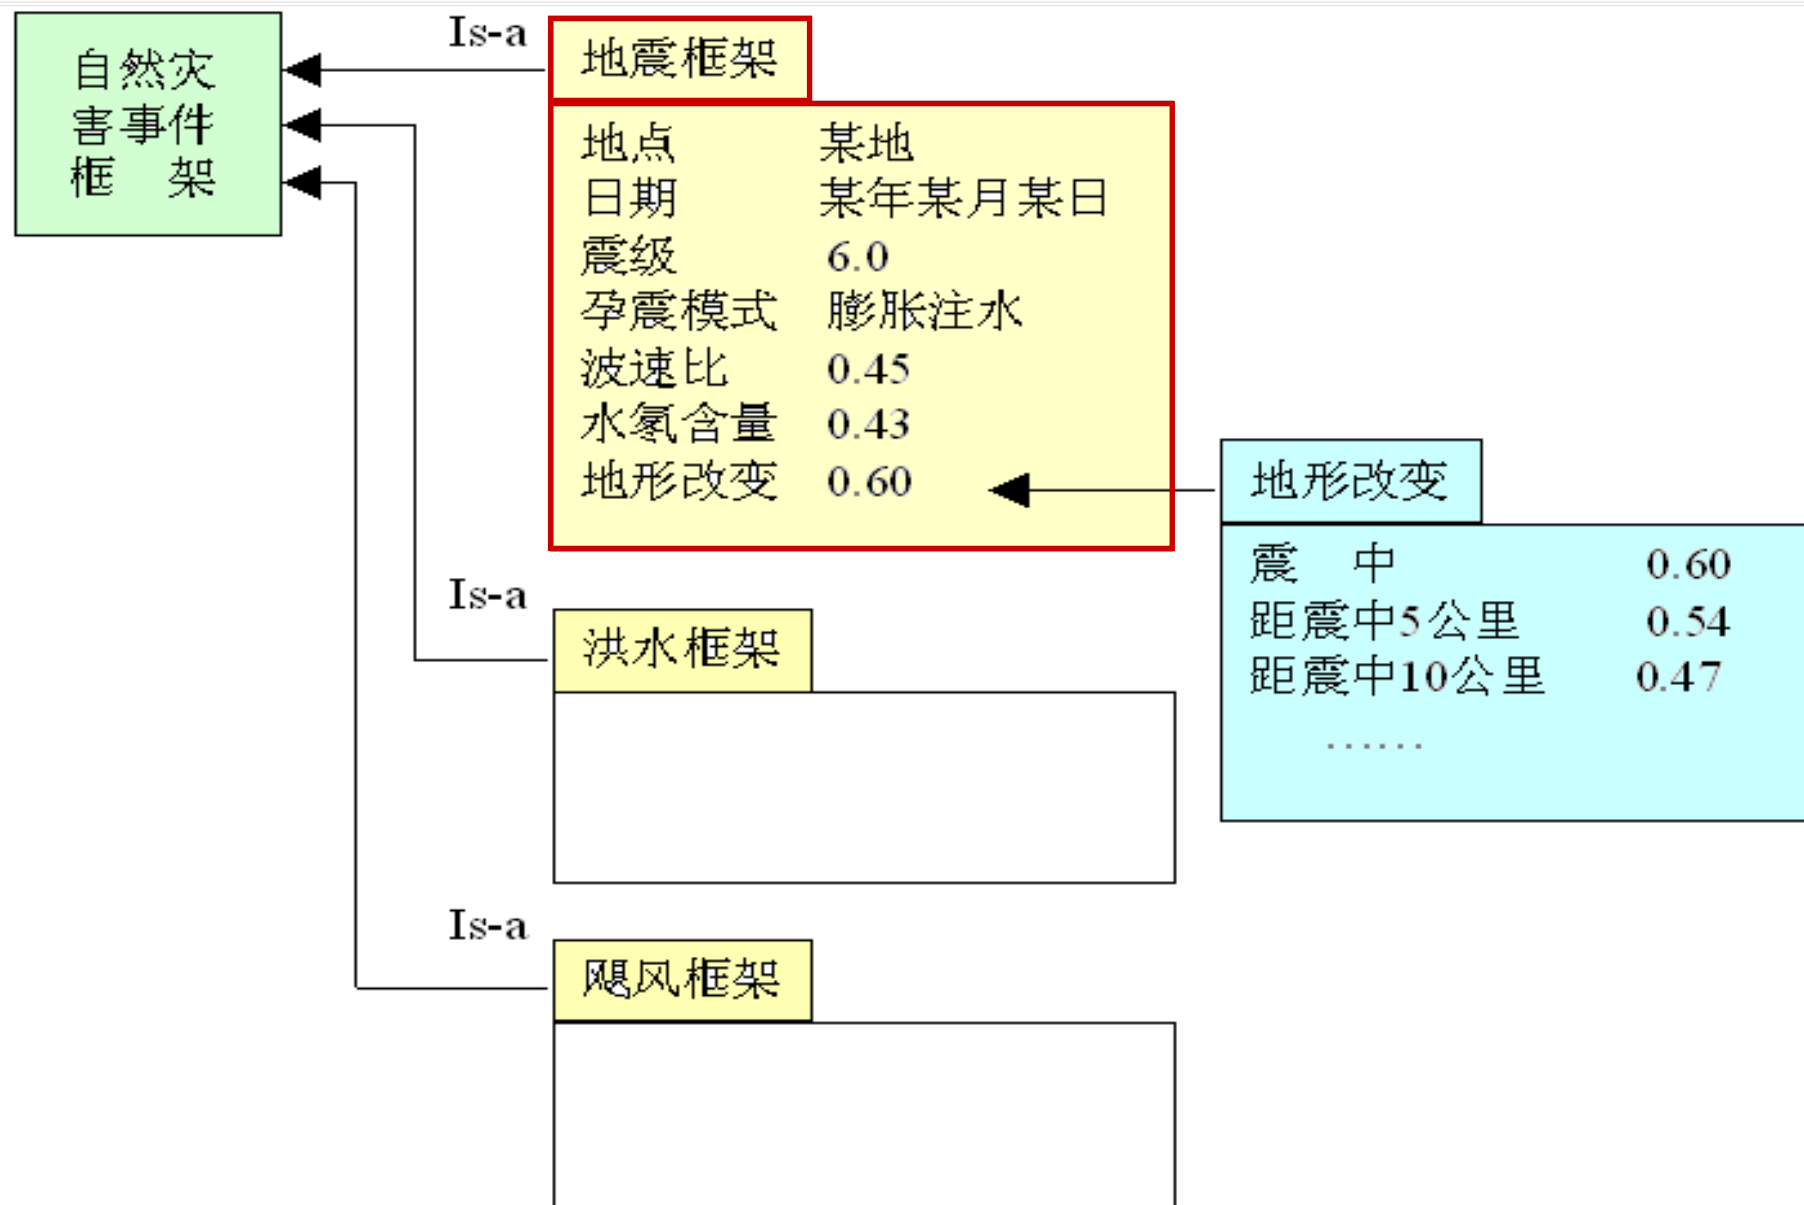 自然灾
害事件
框 架
Is-a
地震框架
地点 某地
日期 某年某月某日
震级 6.0
孕震模式 膨胀注水
波速比 0.45
水氡含量 0.43
地形改变 0.60
地形改变
震 中 0.60
距震中5公里 0.54
距震中10公里 0.47
......
Is-a
洪水框架
Is-a
飓风框架